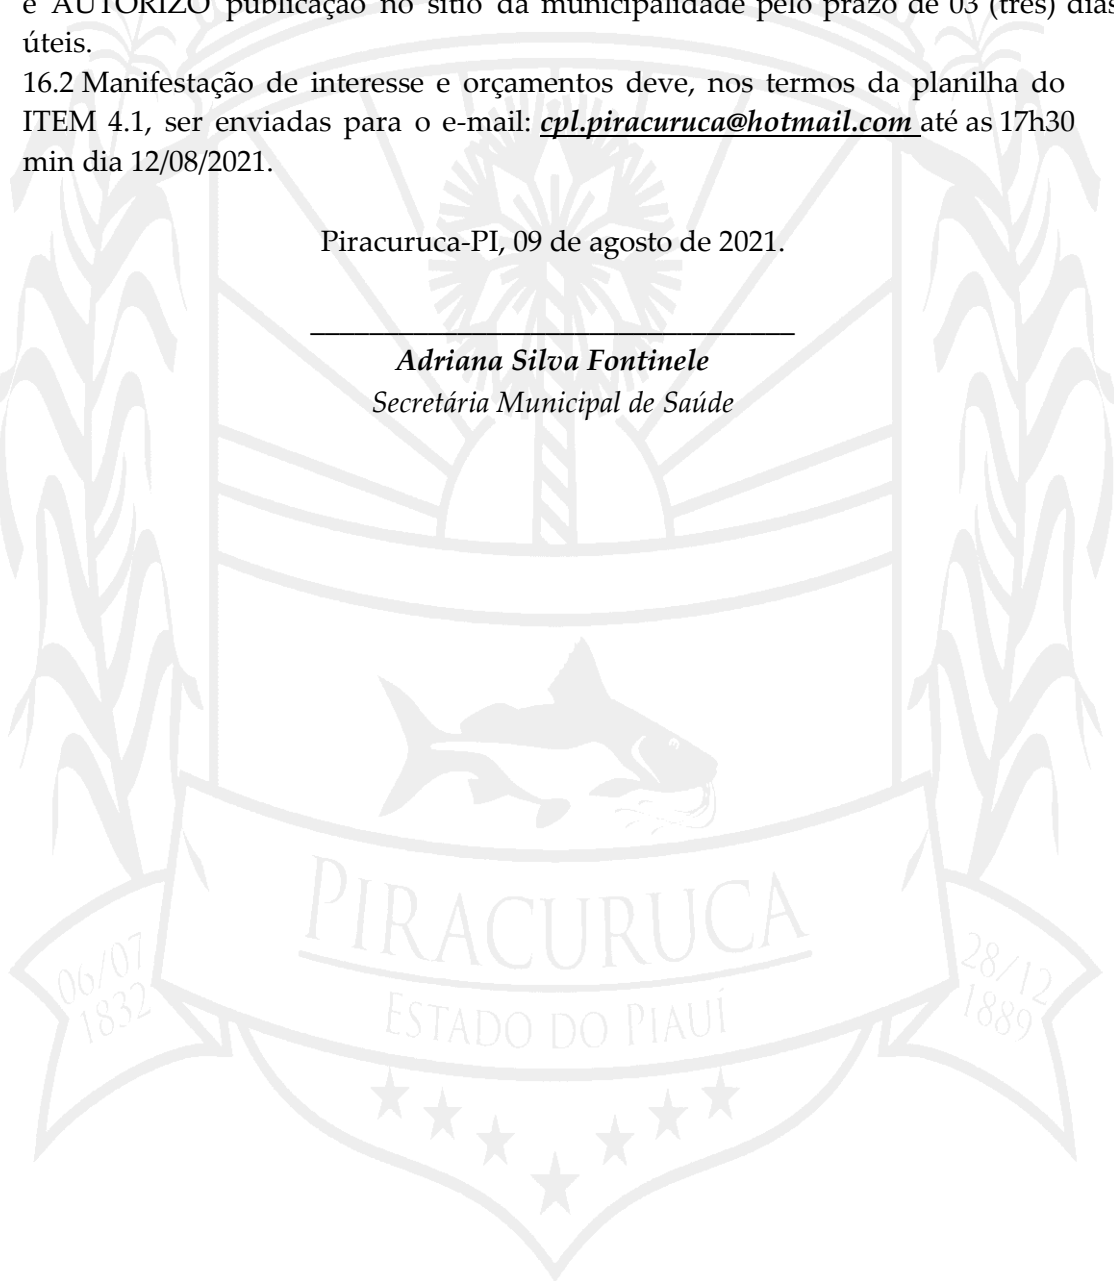 e AUTORIZO publicação no sítio da municipalidade pelo prazo de 03 (três) dias
úteis.
16.2 Manifestação de interesse e orçamentos deve, nos termos da planilha do
ITEM 4.1, ser enviadas para o e-mail: cpl.piracuruca@hotmail.com até as 17h30
min dia 12/08/2021.
Piracuruca-PI, 09 de agosto de 2021.
Adriana Silva Fontinele
Secretária Municipal de Saúde
PIRACURUCA
06/07
1832
28/12
1889
ESTADO DO PIAUÍ